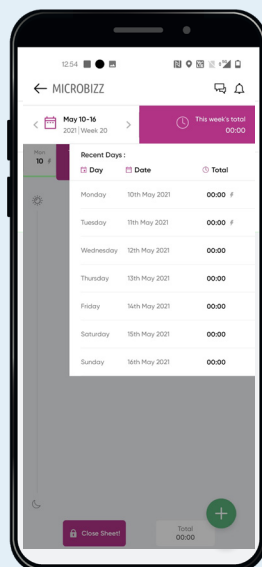 12:54
MICROBIZZ
May 10-16
2021 | Week 20
This week's total
00:00
Mon
10
Recent Days :
Day Date Total
Monday 10th May 2021 00:00
Tuesday 11th May 2021 00:00
Wednesday 12th May 2021 00:00
Thursday 13th May 2021 00:00
Friday 14th May 2021 00:00
Saturday 15th May 2021 00:00
Sunday 16th May 2021 00:00
Close Sheet!
Total
00:00